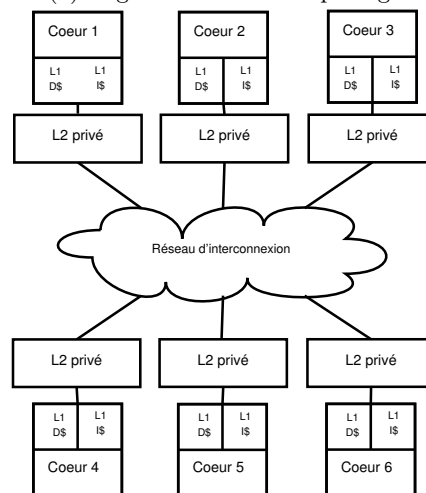 Coeur 1
Coeur 2
Coeur 3
L1 L1
D$ I$
L1 L1
D$ I$
L1 L1
D$ I$
L2 privé
L2 privé
L2 privé
Réseau d'interconnexion
L2 privé
L2 privé
L2 privé
L1 L1
D$ I$
L1 L1
D$ I$
L1 L1
D$ I$
Coeur 4
Coeur 5
Coeur 6